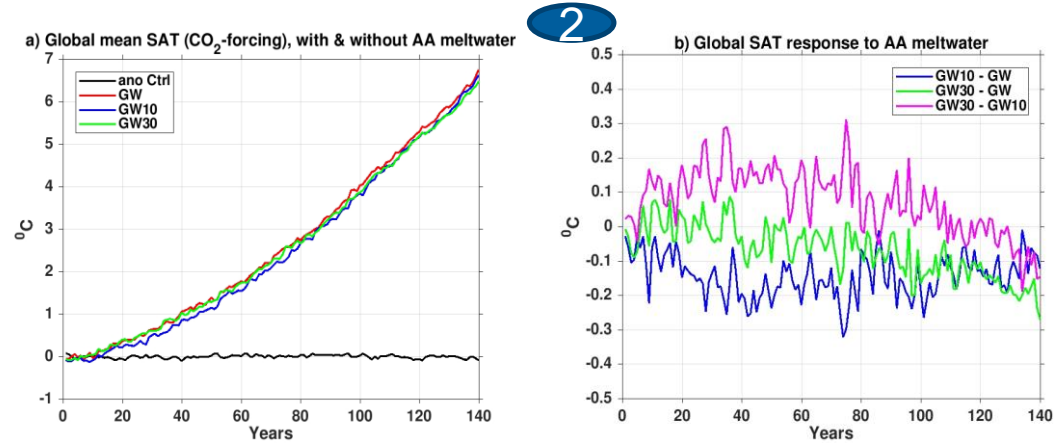 2
a) Global mean SAT (CO₂-forcing), with & without AA meltwater
7
6
5
4
3
2
1
0
-1
⁰C
ano Ctrl
GW
GW10
GW30
0 20 40 60 80 100 120 140
Years
b) Global SAT response to AA meltwater
0.5
0.4
0.3
0.2
0.1
0
-0.1
-0.2
-0.3
-0.4
-0.5
⁰C
GW10 - GW
GW30 - GW
GW30 - GW10
0 20 40 60 80 100 120 140
Years